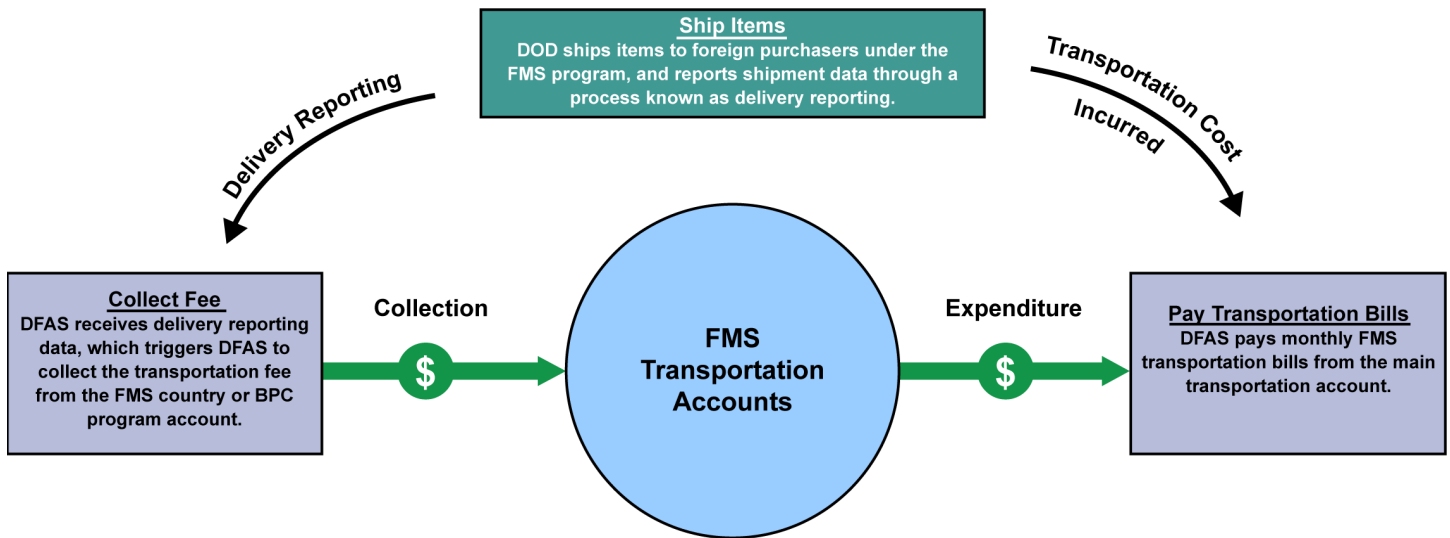 Ship Items
DOD ships items to foreign purchasers under the
FMS program, and reports shipment data through a
process known as delivery reporting.
Delivery Reporting
Transportation Cost
Incurred
Collect Fee
DFAS receives delivery reporting
data, which triggers DFAS to
collect the transportation fee
from the FMS country or BPC
program account.
Collection
$
FMS
Transportation
Accounts
Expenditure
$
Pay Transportation Bills
DFAS pays monthly FMS
transportation bills from the main
transportation account.